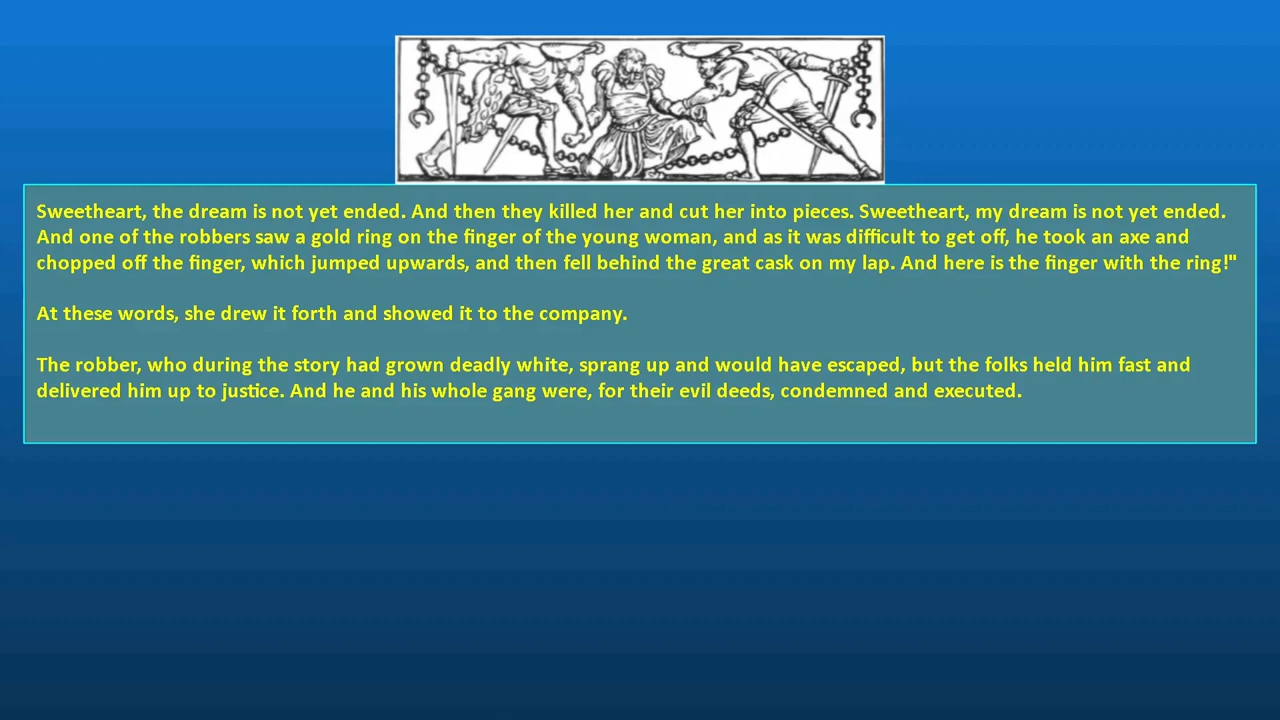 Sweetheart, the dream is not yet ended. And then they killed her and cut her into pieces. Sweetheart, my dream is not yet ended.
And one of the robbers saw a gold ring on the finger of the young woman, and as it was difficult to get off, he took an axe and
chopped off the finger, which jumped upwards, and then fell behind the great cask on my lap. And here is the finger with the ring!"
At these words, she drew it forth and showed it to the company.
The robber, who during the story had grown deadly white, sprang up and would have escaped, but the folks held him fast and
delivered him up to justice. And he and his whole gang were, for their evil deeds, condemned and executed.